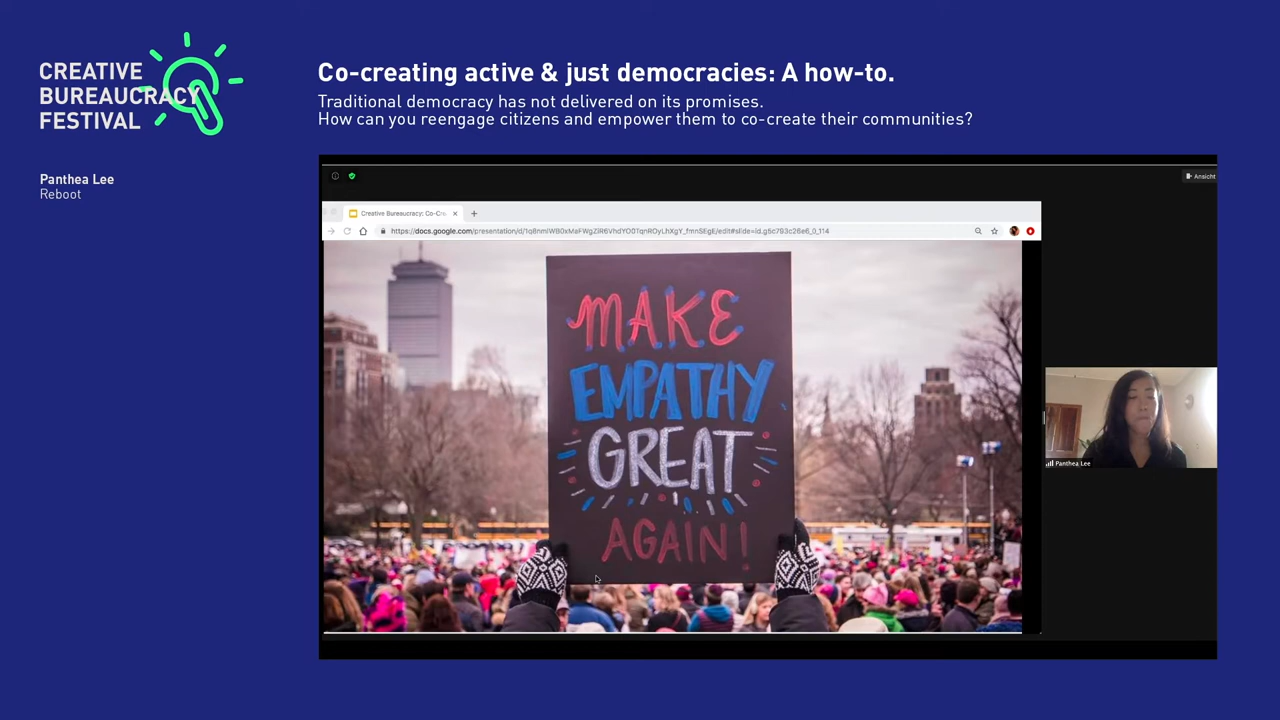 CREATIVE
BUREAUCRACY
FESTIVAL
Co-creating active & just democracies: A how-to.
Traditional democracy has not delivered on its promises.
How can you reengage citizens and empower them to co-create their communities?
Panthea Lee
Reboot
Ansicht
Creative Bureaucracy: Co-Cre
MAKE
EMPATHY
GREAT
AGAIN!
Panthea Lee